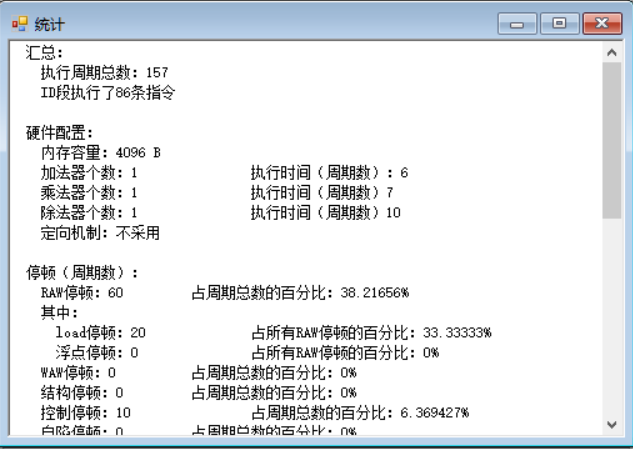 统计
汇总：
执行周期总数：157
ID段执行了86条指令
硬件配置：
内存容量：4096 B
加法器个数：1 执行时间（周期数）：6
乘法器个数：1 执行时间（周期数）7
除法器个数：1 执行时间（周期数）10
定向机制：不采用
停顿（周期数）：
RAW停顿：60 占周期总数的百分比：38.21656%
其中：
load停顿：20 占所有RAW停顿的百分比：33.33333%
浮点停顿：0 占所有RAW停顿的百分比：0%
WAW停顿：0 占周期总数的百分比：0%
结构停顿：0 占周期总数的百分比：0%
控制停顿：10 占周期总数的百分比：6.369427%
自陷停顿：0 占周期总数的百分比：0%